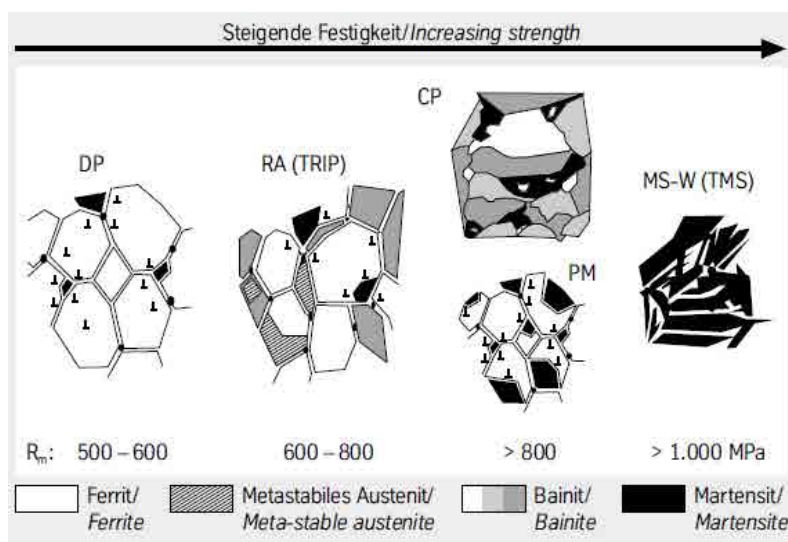 Steigende Festigkeit/Increasing strength
CP
DP
RA (TRIP)
MS-W (TMS)
PM
Rm: 500 – 600
600 – 800
> 800
> 1.000 MPa
Ferrit/
Ferrite
Metastabiles Austenit/
Meta-stable austenite
Bainit/
Bainite
Martensit/
Martensite